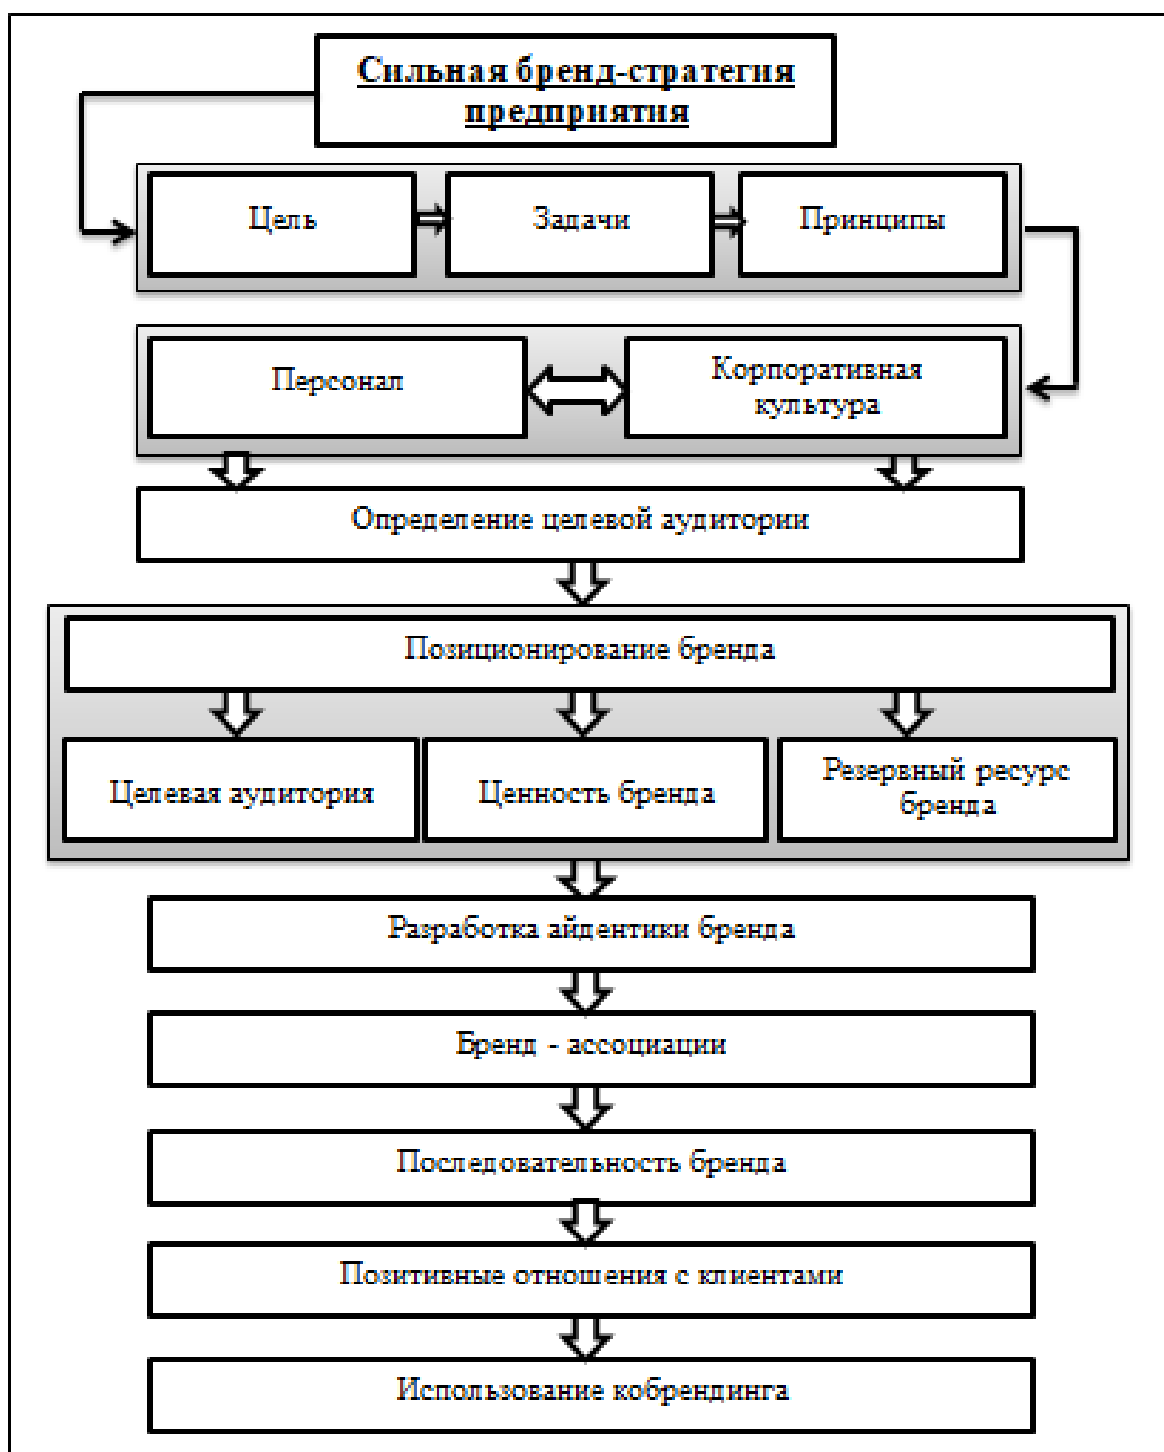 Сильная бренд-стратегия
предприятия
Цель
Задачи
Принципы
Персонал
Корпоративная
культура
Определение целевой аудитории
Позиционирование бренда
Целевая аудитория
Ценность бренда
Резервный ресурс
бренда
Разработка айдентики бренда
Бренд - ассоциации
Последовательность бренда
Позитивные отношения с клиентами
Использование кобрендинга